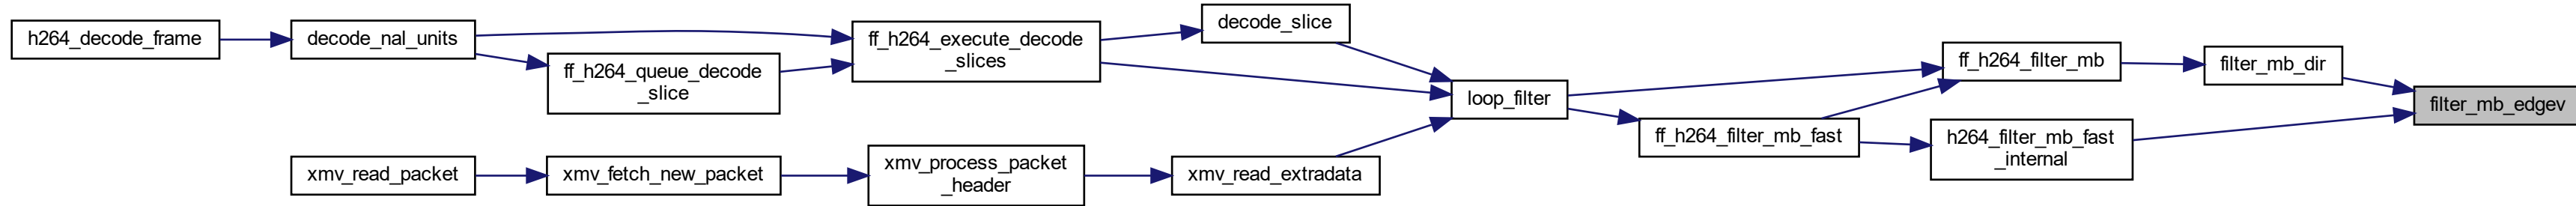 h264_decode_frame
decode_nal_units
ff_h264_queue_decode
_slice
ff_h264_execute_decode
_slices
decode_slice
loop_filter
ff_h264_filter_mb
filter_mb_dir
filter_mb_edgev
ff_h264_filter_mb_fast
h264_filter_mb_fast
_internal
xmv_read_packet
xmv_fetch_new_packet
xmv_process_packet
_header
xmv_read_extradata